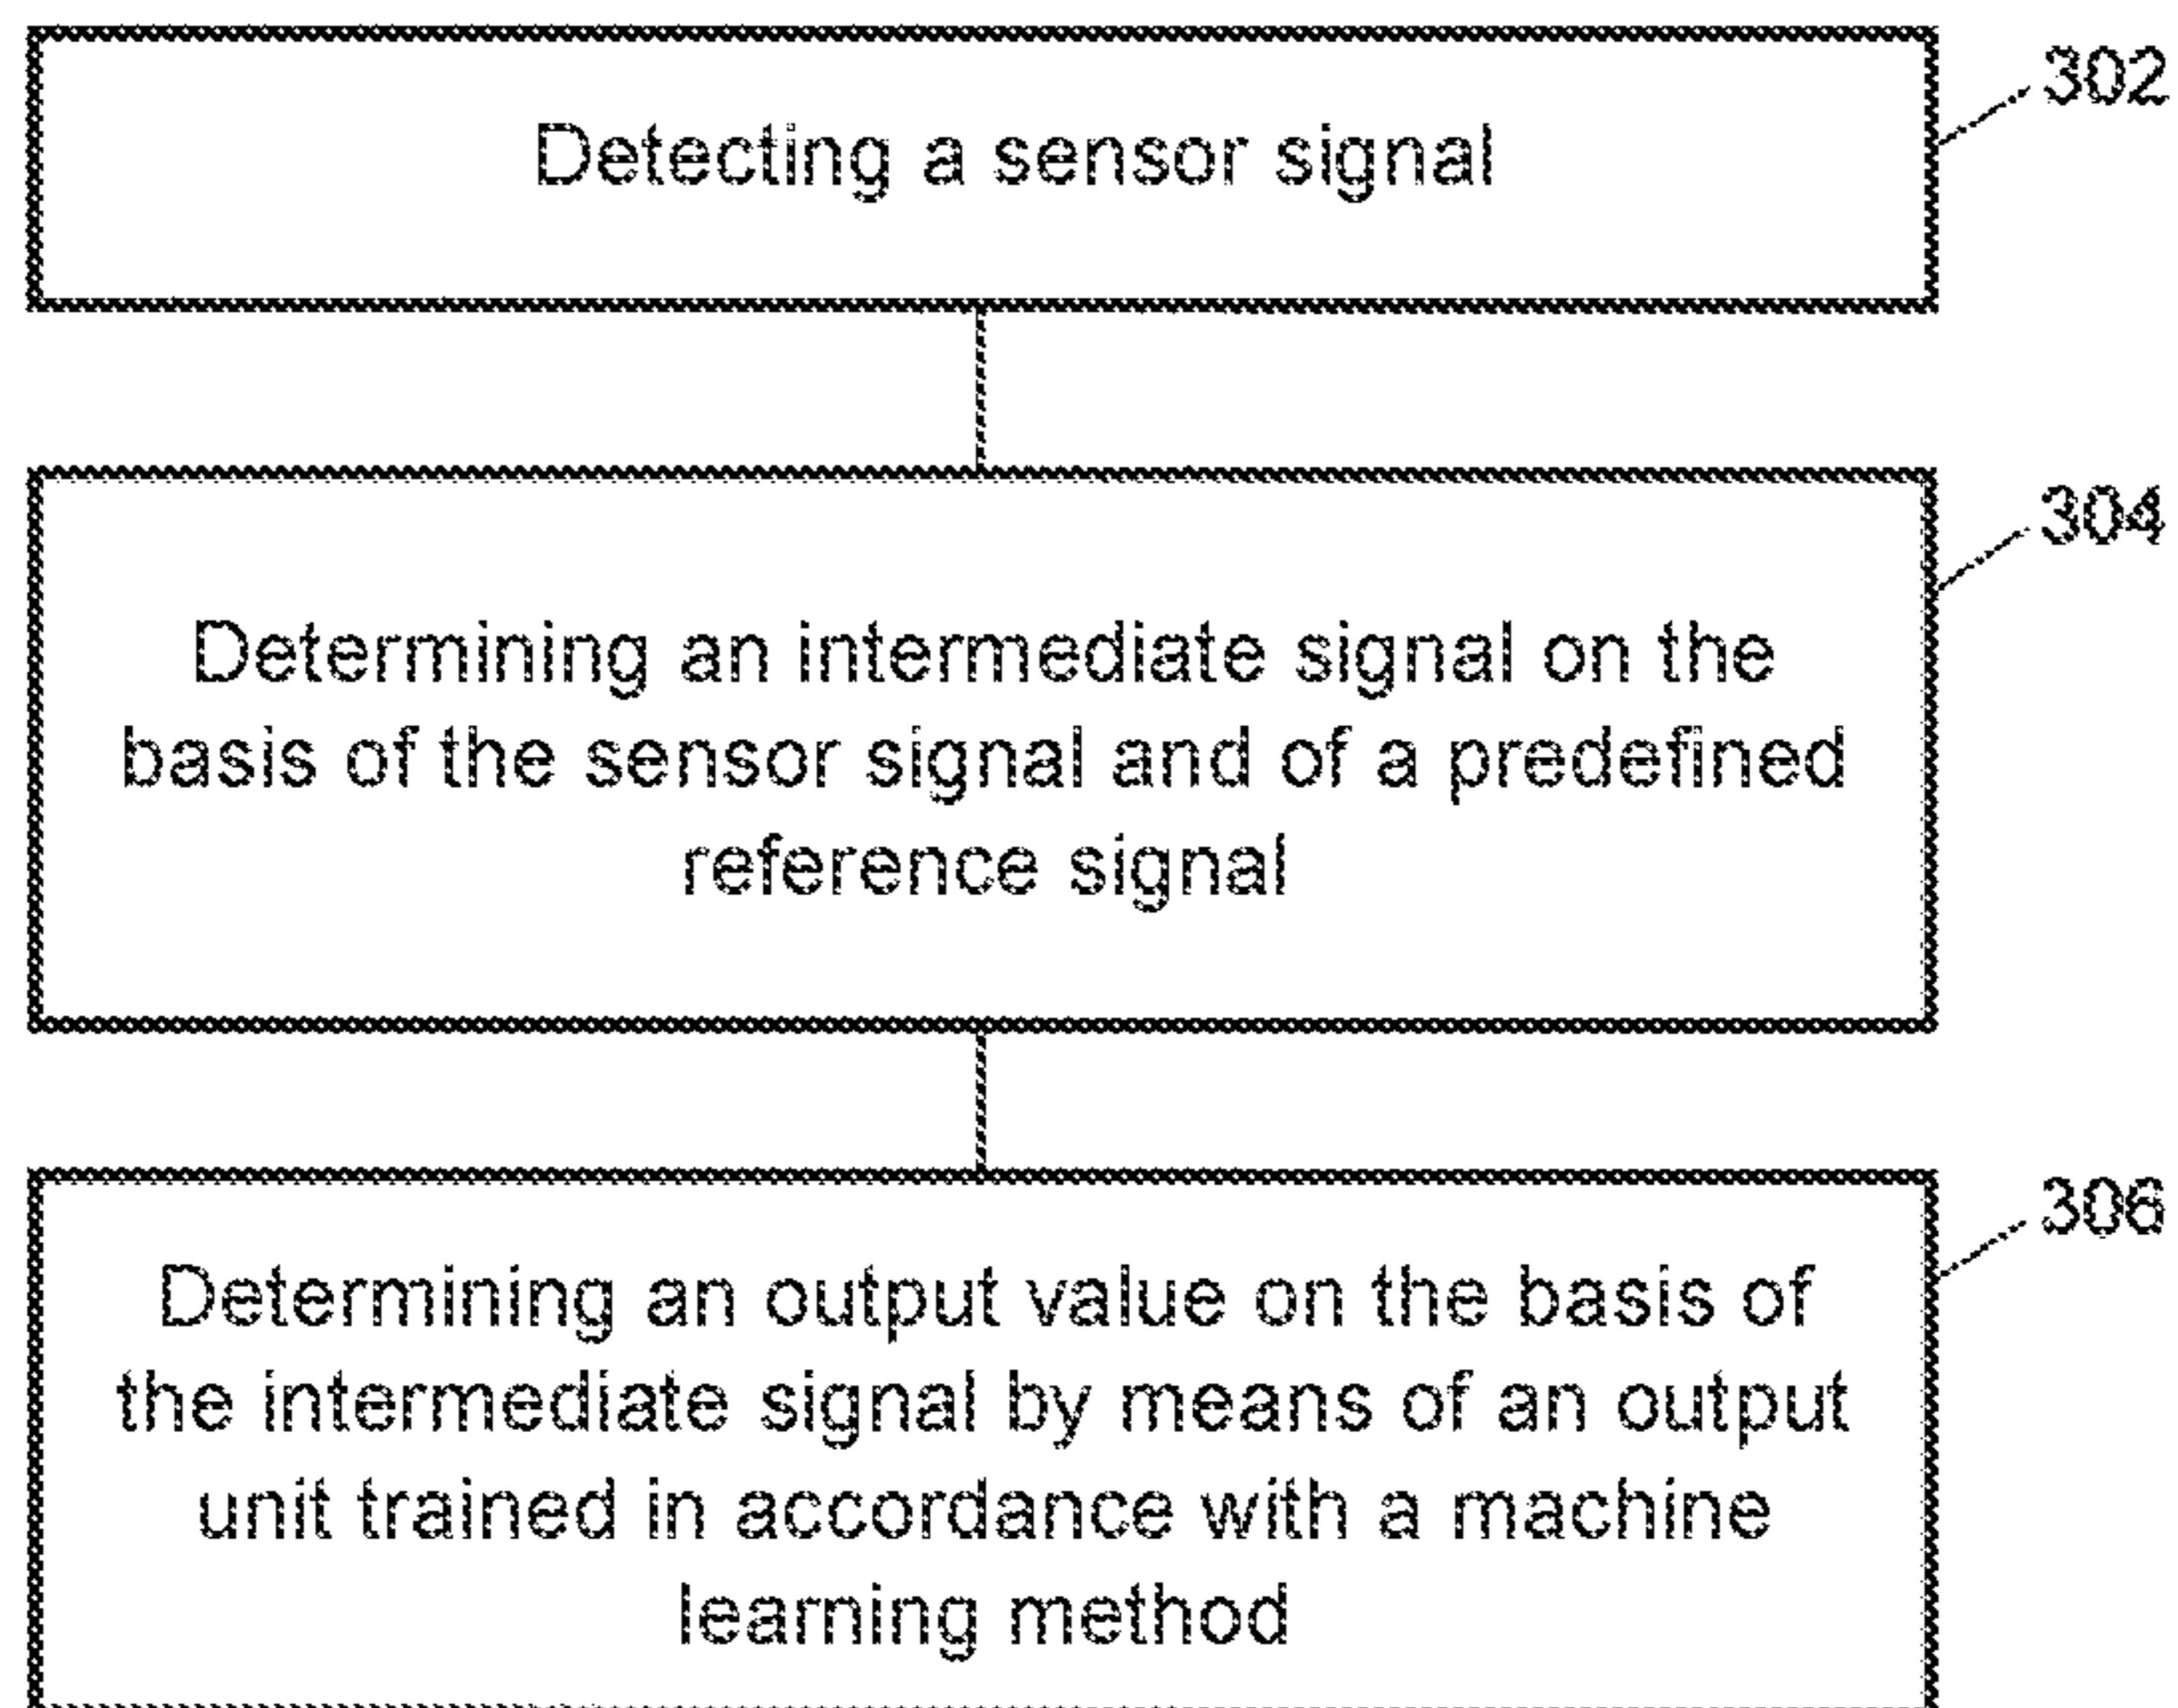 302
Detecting a sensor signal
304
Determining an intermediate signal on the
basis of the sensor signal and of a predefined
reference signal
306
Determining an output value on the basis of
the intermediate signal by means of an output
unit trained in accordance with a machine
learning method